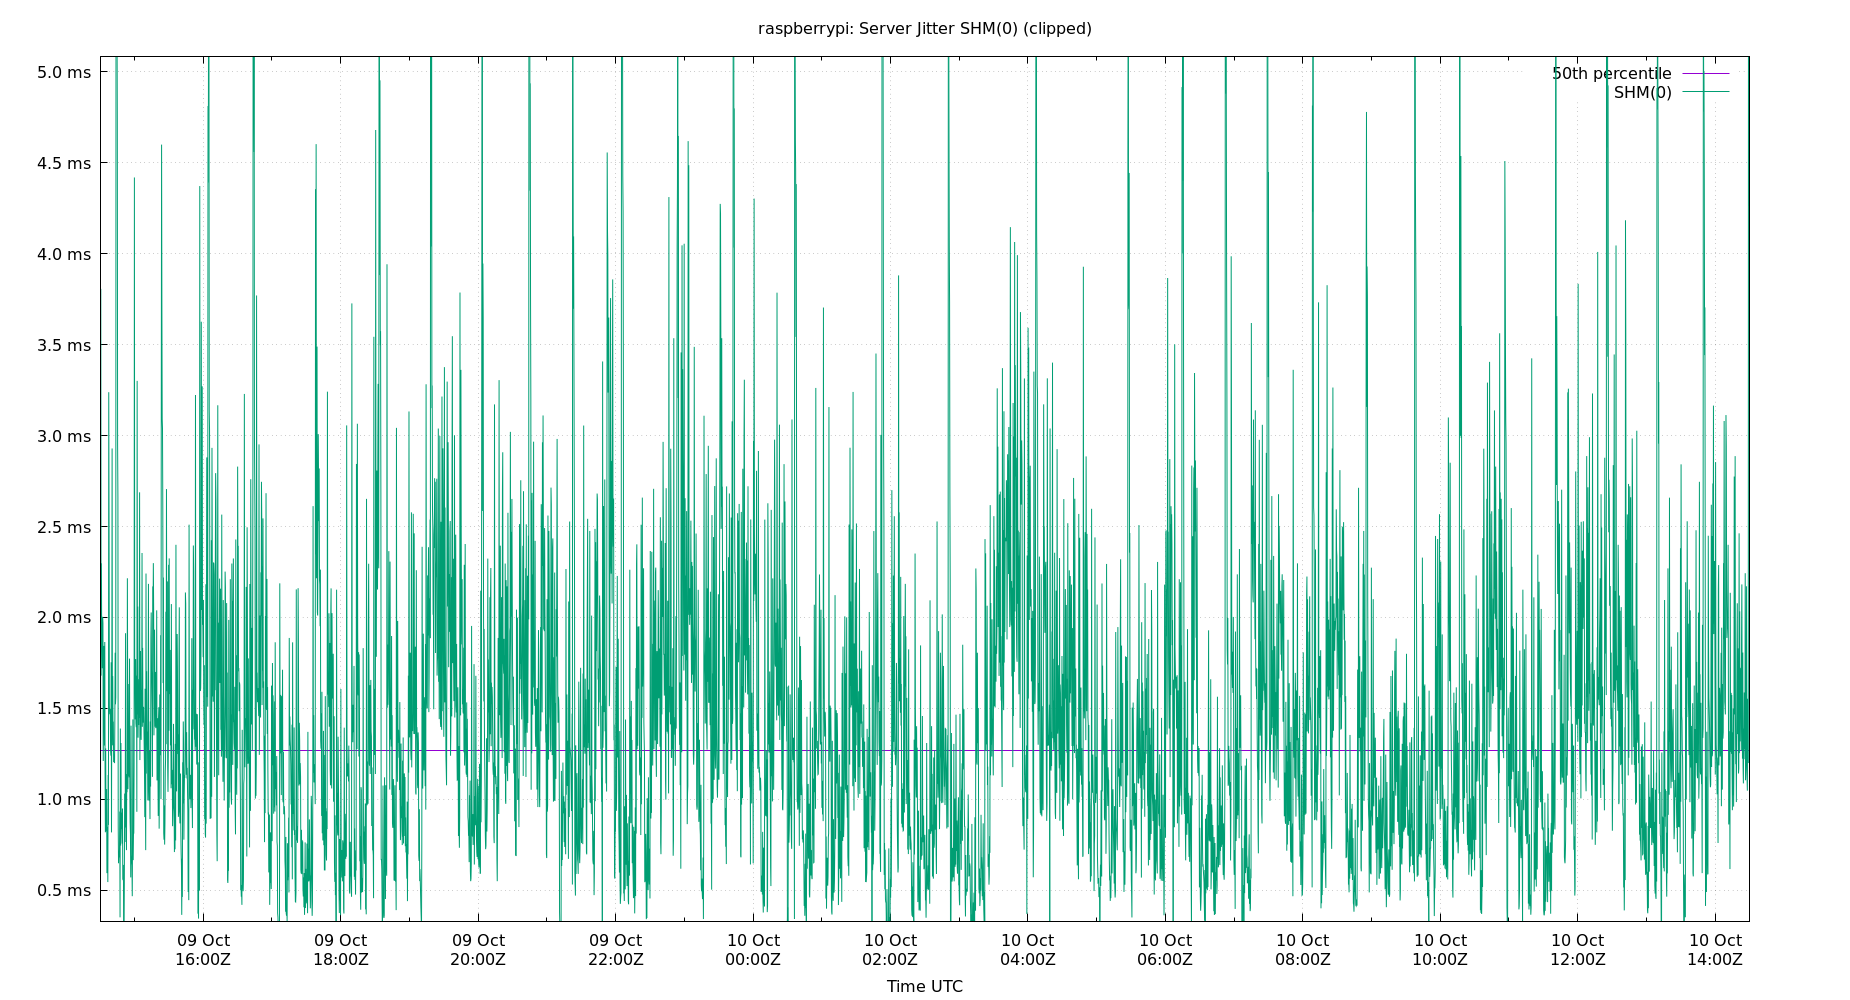 raspberrypi: Server Jitter SHM(0) (clipped)
50th percentile
SHM(0)
5.0 ms
4.5 ms
4.0 ms
3.5 ms
3.0 ms
2.5 ms
2.0 ms
1.5 ms
1.0 ms
0.5 ms
09 Oct 09 Oct 09 Oct 09 Oct 10 Oct 10 Oct 10 Oct 10 Oct 10 Oct 10 Oct 10 Oct 10 Oct
16:00Z 18:00Z 20:00Z 22:00Z 00:00Z 02:00Z 04:00Z 06:00Z 08:00Z 10:00Z 12:00Z 14:00Z
Time UTC